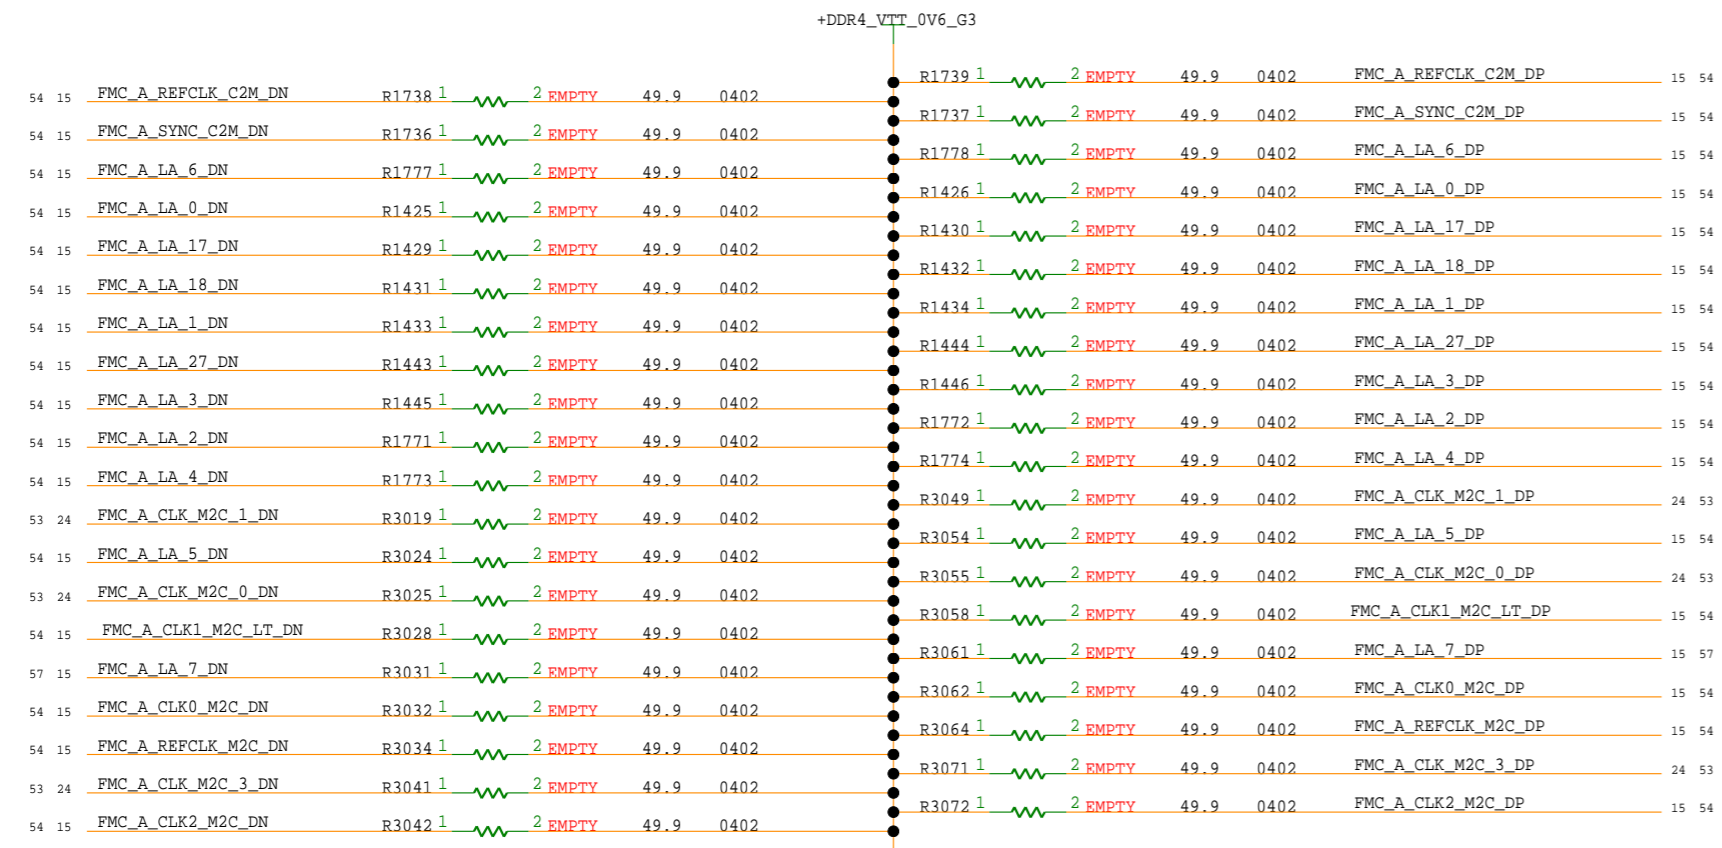 +DDR4_VTT_0V6_G3
R1739 1 2 EMPTY 49.9 0402 FMC_A_REFCLK_C2M_DP 15 54
54 15 FMC_A_REFCLK_C2M_DN R1738 1 2 EMPTY 49.9 0402
R1737 1 2 EMPTY 49.9 0402 FMC_A_SYNC_C2M_DP 15 54
54 15 FMC_A_SYNC_C2M_DN R1736 1 2 EMPTY 49.9 0402
R1778 1 2 EMPTY 49.9 0402 FMC_A_LA_6_DP 15 54
54 15 FMC_A_LA_6_DN R1777 1 2 EMPTY 49.9 0402
R1426 1 2 EMPTY 49.9 0402 FMC_A_LA_0_DP 15 54
54 15 FMC_A_LA_0_DN R1425 1 2 EMPTY 49.9 0402
R1430 1 2 EMPTY 49.9 0402 FMC_A_LA_17_DP 15 54
54 15 FMC_A_LA_17_DN R1429 1 2 EMPTY 49.9 0402
R1432 1 2 EMPTY 49.9 0402 FMC_A_LA_18_DP 15 54
54 15 FMC_A_LA_18_DN R1431 1 2 EMPTY 49.9 0402
R1434 1 2 EMPTY 49.9 0402 FMC_A_LA_1_DP 15 54
54 15 FMC_A_LA_1_DN R1433 1 2 EMPTY 49.9 0402
R1444 1 2 EMPTY 49.9 0402 FMC_A_LA_27_DP 15 54
54 15 FMC_A_LA_27_DN R1443 1 2 EMPTY 49.9 0402
R1446 1 2 EMPTY 49.9 0402 FMC_A_LA_3_DP 15 54
54 15 FMC_A_LA_3_DN R1445 1 2 EMPTY 49.9 0402
R1772 1 2 EMPTY 49.9 0402 FMC_A_LA_2_DP 15 54
54 15 FMC_A_LA_2_DN R1771 1 2 EMPTY 49.9 0402
R1774 1 2 EMPTY 49.9 0402 FMC_A_LA_4_DP 15 54
54 15 FMC_A_LA_4_DN R1773 1 2 EMPTY 49.9 0402
R3049 1 2 EMPTY 49.9 0402 FMC_A_CLK_M2C_1_DP 24 53
53 24 FMC_A_CLK_M2C_1_DN R3019 1 2 EMPTY 49.9 0402
R3054 1 2 EMPTY 49.9 0402 FMC_A_LA_5_DP 15 54
54 15 FMC_A_LA_5_DN R3024 1 2 EMPTY 49.9 0402
R3055 1 2 EMPTY 49.9 0402 FMC_A_CLK_M2C_0_DP 24 53
53 24 FMC_A_CLK_M2C_0_DN R3025 1 2 EMPTY 49.9 0402
R3058 1 2 EMPTY 49.9 0402 FMC_A_CLK1_M2C_LT_DP 15 54
54 15 FMC_A_CLK1_M2C_LT_DN R3028 1 2 EMPTY 49.9 0402
R3061 1 2 EMPTY 49.9 0402 FMC_A_LA_7_DP 15 57
57 15 FMC_A_LA_7_DN R3031 1 2 EMPTY 49.9 0402
R3062 1 2 EMPTY 49.9 0402 FMC_A_CLK0_M2C_DP 15 54
54 15 FMC_A_CLK0_M2C_DN R3032 1 2 EMPTY 49.9 0402
R3064 1 2 EMPTY 49.9 0402 FMC_A_REFCLK_M2C_DP 15 54
54 15 FMC_A_REFCLK_M2C_DN R3034 1 2 EMPTY 49.9 0402
R3071 1 2 EMPTY 49.9 0402 FMC_A_CLK_M2C_3_DP 24 53
53 24 FMC_A_CLK_M2C_3_DN R3041 1 2 EMPTY 49.9 0402
R3072 1 2 EMPTY 49.9 0402 FMC_A_CLK2_M2C_DP 15 54
54 15 FMC_A_CLK2_M2C_DN R3042 1 2 EMPTY 49.9 0402